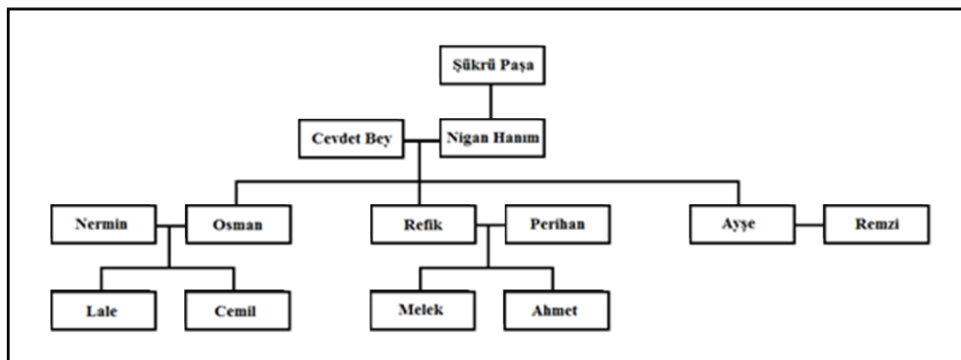 Şükrü Paşa
Cevdet Bey
Nigan Hanım
Nermin
Osman
Refik
Perihan
Ayşe
Remzi
Lale
Cemil
Melek
Ahmet